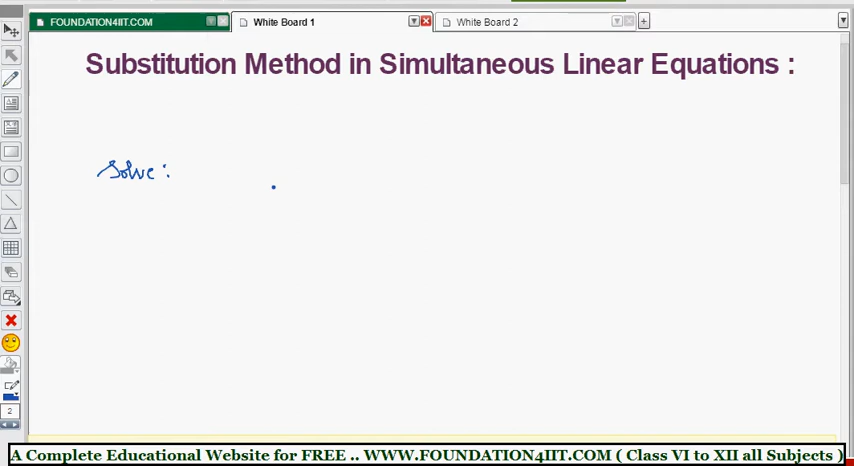 FOUNDATION4IIT.COM White Board 1 White Board 2
Substitution Method in Simultaneous Linear Equations :
Solve :
2
A Complete Educational Website for FREE .. WWW.FOUNDATION4IIT.COM ( Class VI to XII all Subjects )